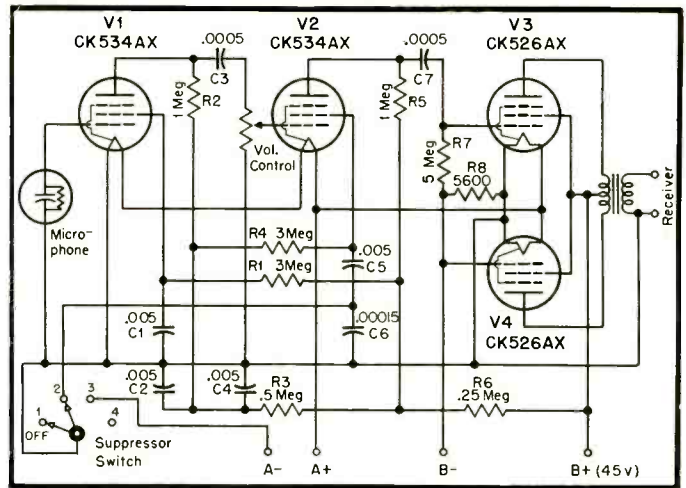 V1
CK534AX
V2
CK534AX
V3
CK526AX
.0005
C3
.0005
C7
1 Meg
R2
1 Meg
R5
Vol.
Control
R7
5 Meg
R8
5600
Micro-
phone
R4 3Meg
R1 3Meg
.005
C5
Receiver
V4
CK526AX
.005
C1
.00015
C6
.005
C2
.005
C4
R3
.5 Meg
R6
.25 Meg
1
2
3
4
OFF
Suppressor
Switch
A-
A+
B-
B+ (45v)